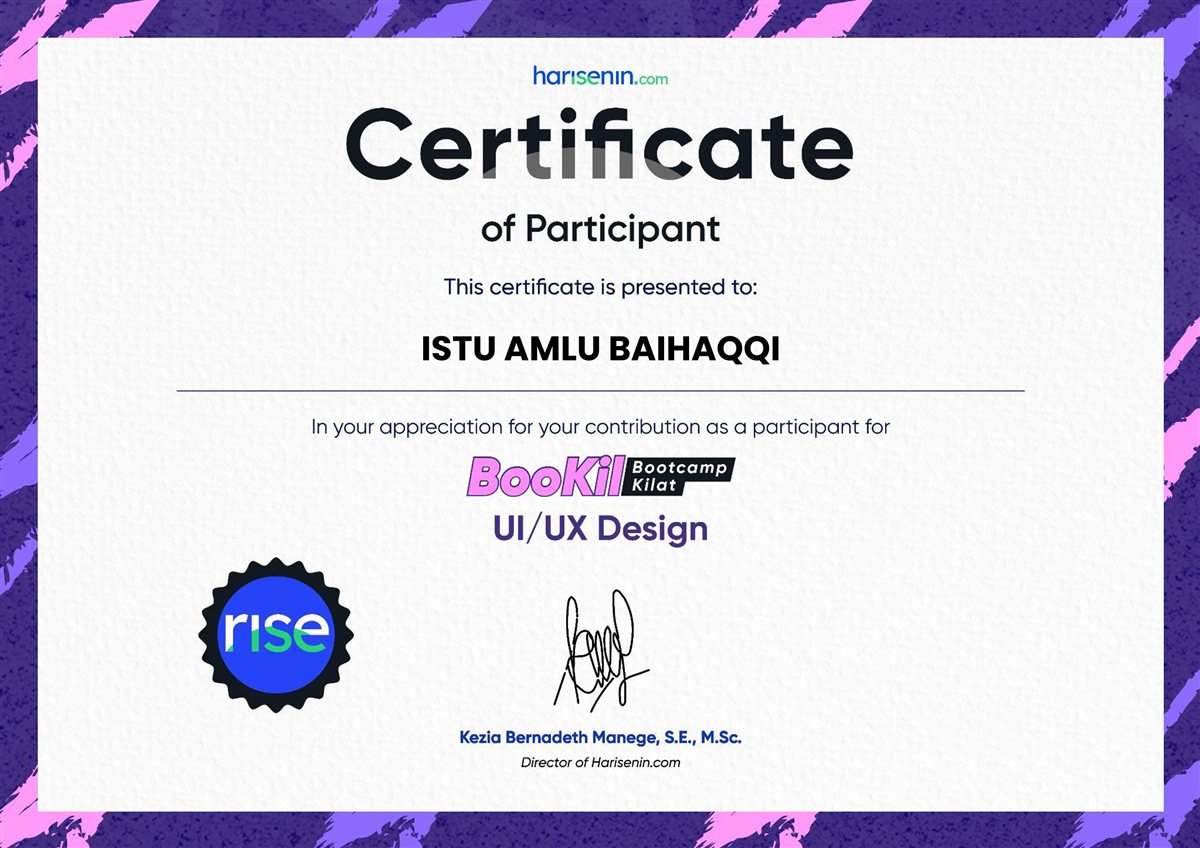 harisenin.com
Certificate
of Participant
This certificate is presented to:
ISTU AMLU BAIHAQQI
In your appreciation for your contribution as a participant for
BooKil Bootcamp
Kilat
UI/UX Design
rise
Kezia Bernadeth Manege, S.E., M.Sc.
Director of Harisenin.com